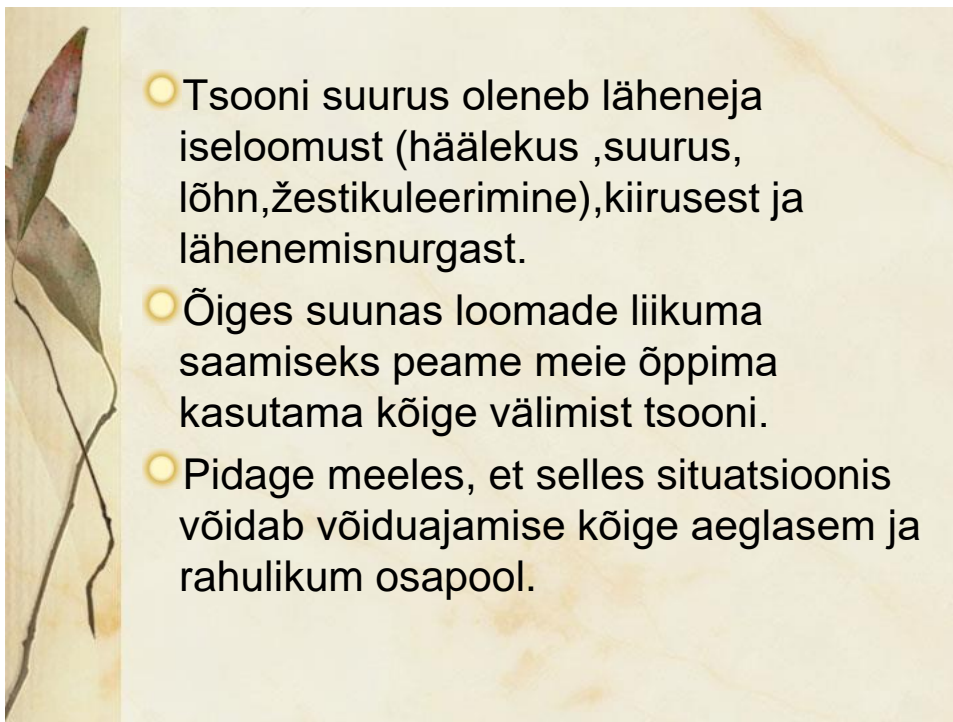 Tsooni suurus oleneb läheneja
iseloomust (häälekus ,suurus,
lõhn,žestikuleerimine),kiirusest ja
lähenemisnurgast.
Õiges suunas loomade liikuma
saamiseks peame meie õppima
kasutama kõige välimist tsooni.
Pidage meeles, et selles situatsioonis
võidab võiduajamise kõige aeglasem ja
rahulikum osapool.